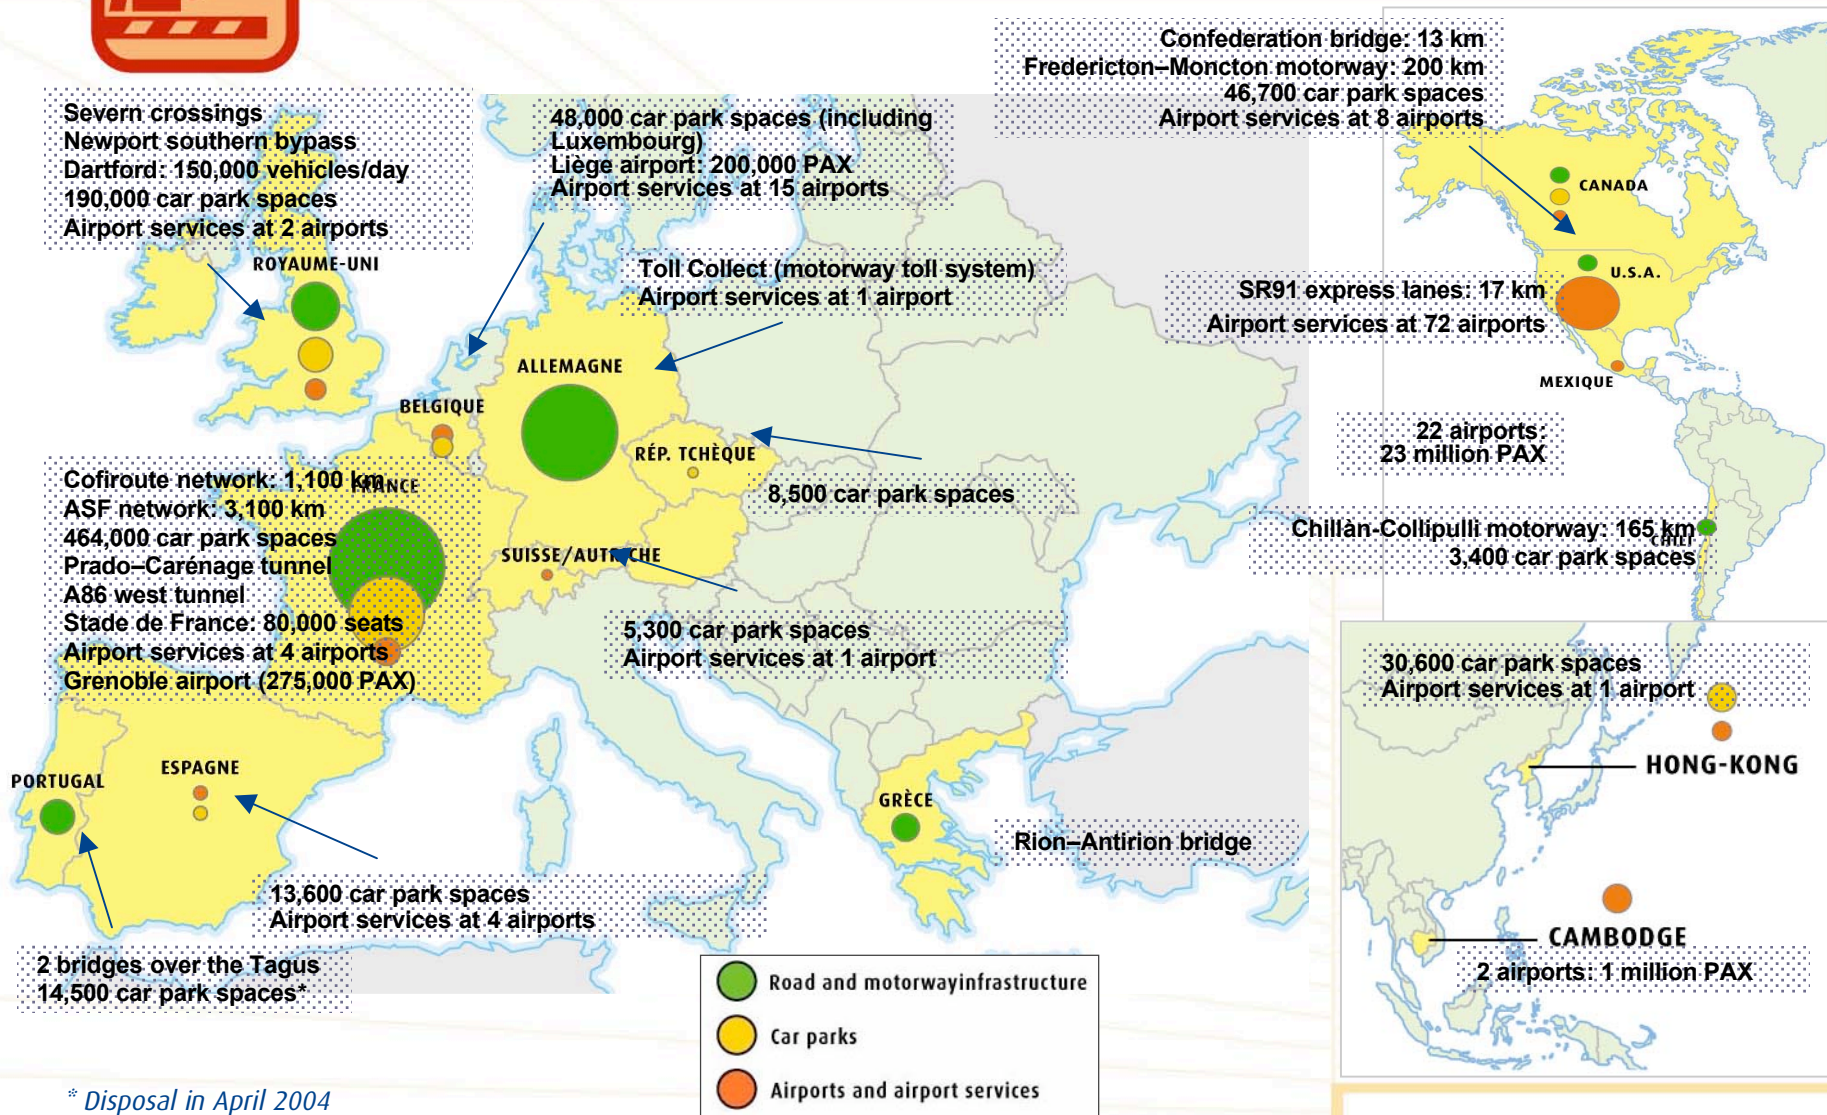 Severn crossings
Newport southern bypass
Dartford: 150,000 vehicles/day
190,000 car park spaces
Airport services at 2 airports
ROYAUME-UNI
48,000 car park spaces (including
Luxembourg)
Liège airport: 200,000 PAX
Airport services at 15 airports
Toll Collect (motorway toll system)
Airport services at 1 airport
ALLEMAGNE
BELGIQUE
RÉP. TCHÈQUE
8,500 car park spaces
Cofiroute network: 1,100 km
FRANCE
ASF network: 3,100 km
464,000 car park spaces
Prado–Carénage tunnel
A86 west tunnel
Stade de France: 80,000 seats
Airport services at 4 airports
Grenoble airport (275,000 PAX)
SUISSE/AUTRICHE
5,300 car park spaces
Airport services at 1 airport
PORTUGAL
ESPAGNE
13,600 car park spaces
Airport services at 4 airports
2 bridges over the Tagus
14,500 car park spaces*
GRÈCE
Rion–Antirion bridge
Confederation bridge: 13 km
Fredericton–Moncton motorway: 200 km
46,700 car park spaces
Airport services at 8 airports
CANADA
U.S.A.
SR91 express lanes: 17 km
Airport services at 72 airports
MEXIQUE
22 airports:
23 million PAX
Chillàn-Collipulli motorway: 165 km
CHILI
3,400 car park spaces
30,600 car park spaces
Airport services at 1 airport
HONG-KONG
CAMBODGE
2 airports: 1 million PAX
Road and motorwayinfrastructure
Car parks
Airports and airport services
* Disposal in April 2004